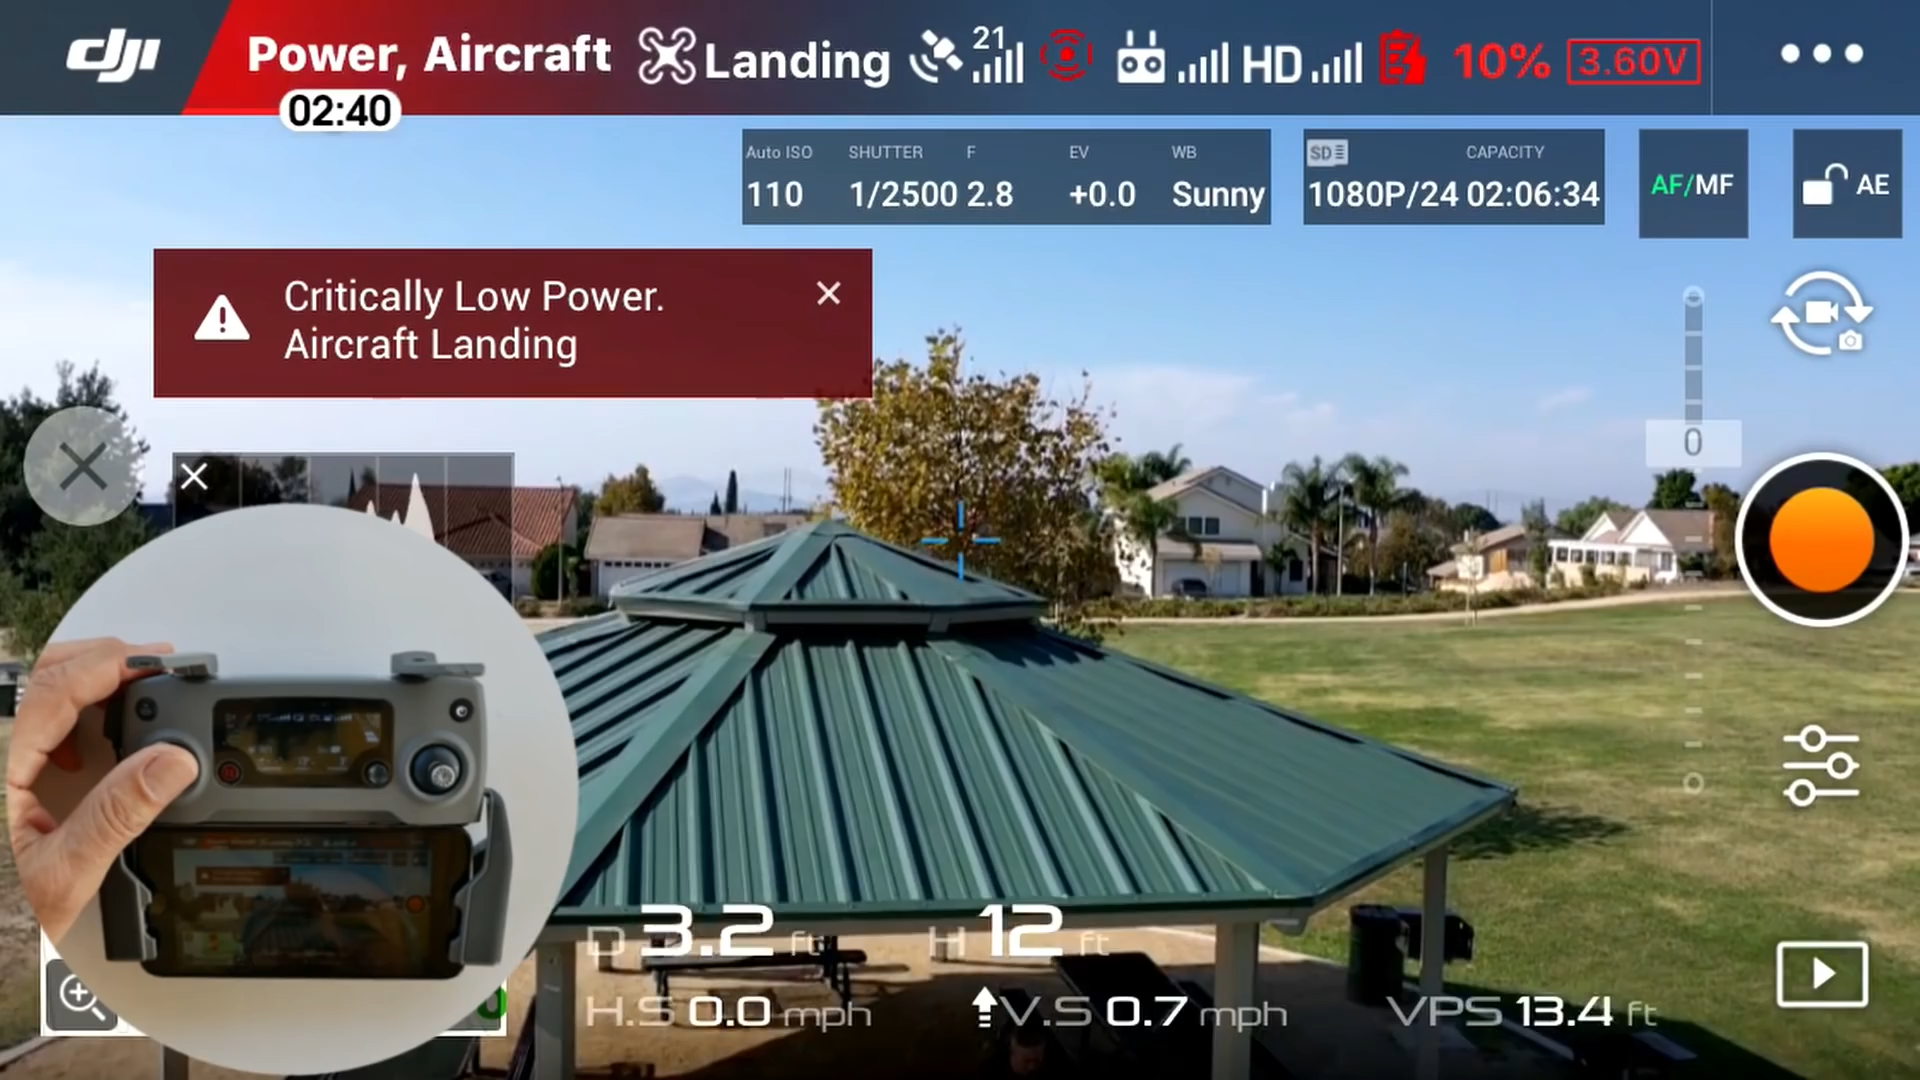 dji
Power, Aircraft Landing 21 HD 10% 3.60V
02:40
Auto ISO SHUTTER F EV WB
110 1/2500 2.8 +0.0 Sunny
SD CAPACITY
1080P/24 02:06:34
AF/MF
AE
Critically Low Power.
Aircraft Landing
0
D 3.2 ft H 12 ft
H.S 0.0 mph V.S 0.7 mph VPS 13.4 ft